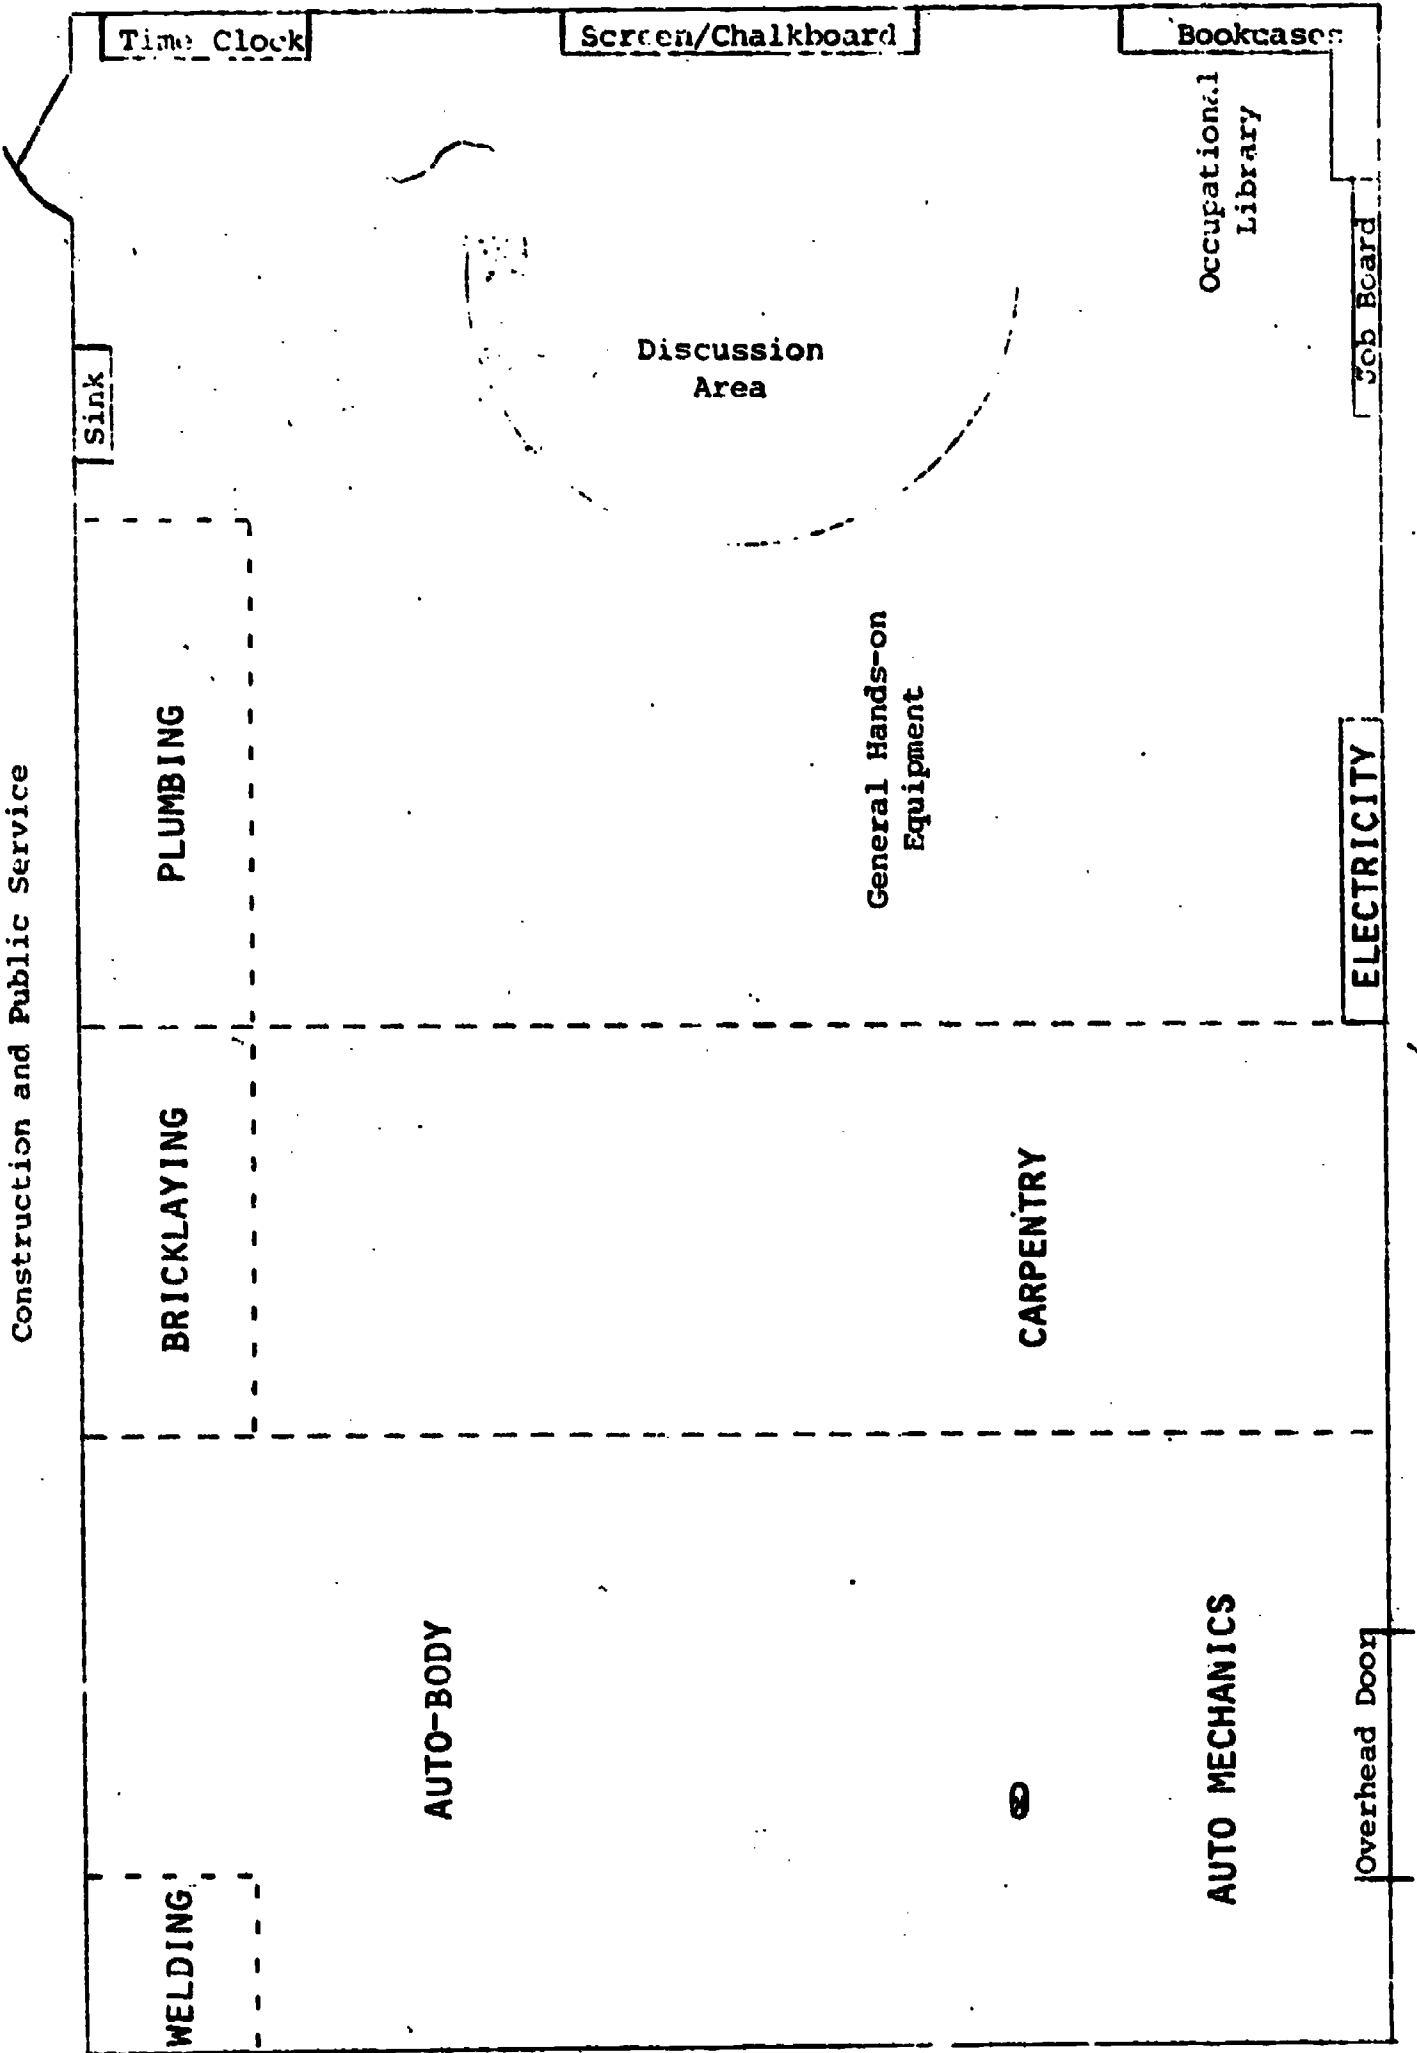 Construction and Public Service
Time Clock
Screen/Chalkboard
Bookcases
Occupational
Library
Job Board
Sink
Discussion
Area
PLUMBING
General Hands-on
Equipment
ELECTRICITY
BRICKLAYING
CARPENTRY
AUTO-BODY
AUTO MECHANICS
Overhead Door
WELDING
8